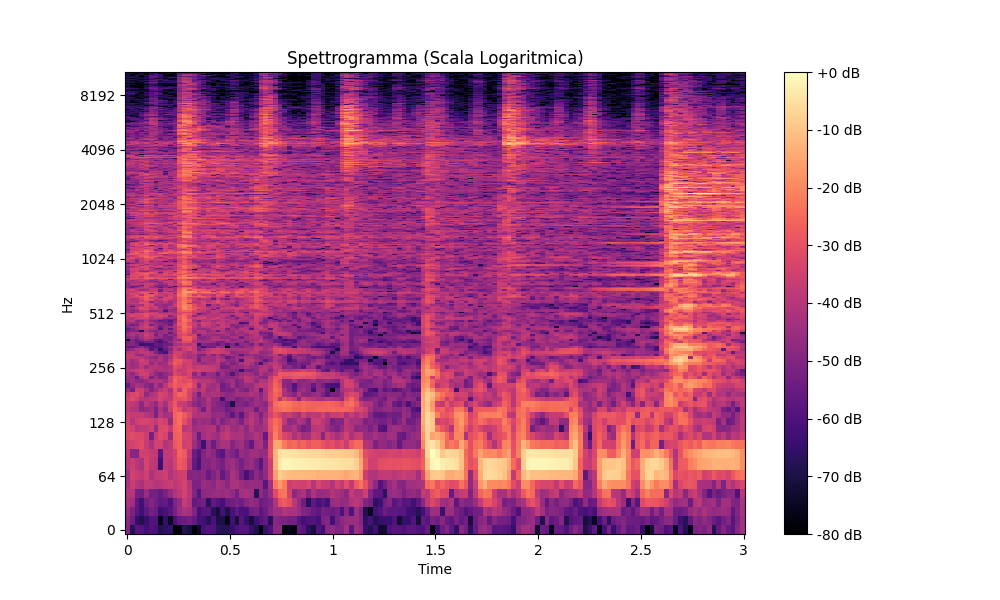 Spettrogramma (Scala Logaritmica)
Hz
8192
4096
2048
1024
512
256
128
64
0
0
0.5
1
1.5
2
2.5
3
Time
+0 dB
-10 dB
-20 dB
-30 dB
-40 dB
-50 dB
-60 dB
-70 dB
-80 dB